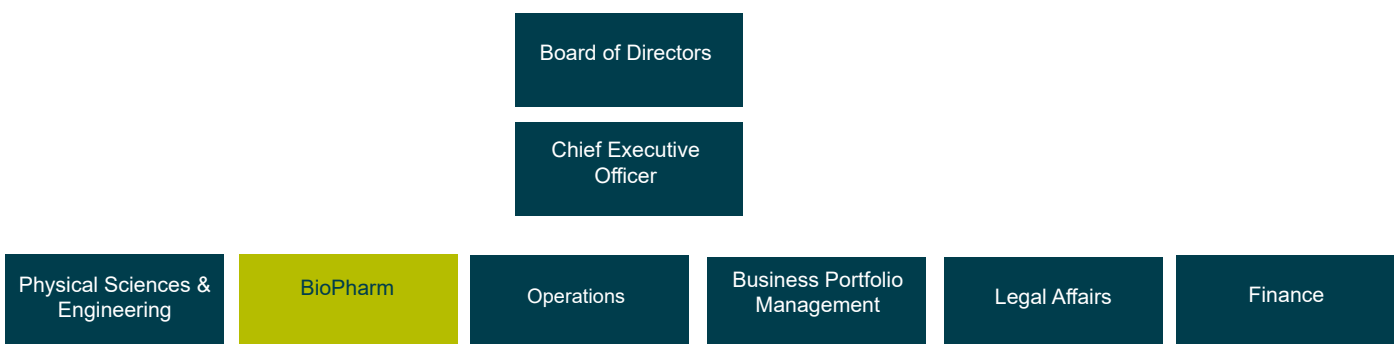 Board of Directors
Chief Executive
Officer
Physical Sciences &
Engineering
BioPharm
Operations
Business Portfolio
Management
Legal Affairs
Finance